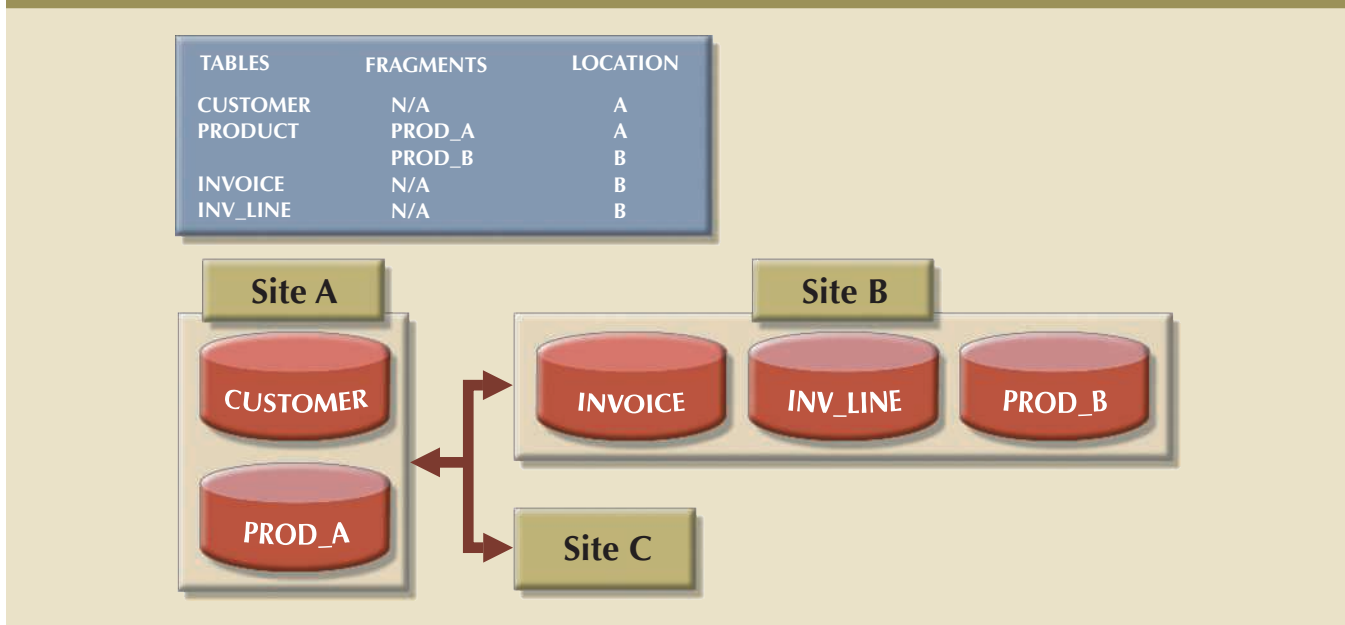 TABLES FRAGMENTS LOCATION
CUSTOMER N/A A
PRODUCT PROD_A A
PROD_B B
INVOICE N/A B
INV_LINE N/A B
Site A
Site B
CUSTOMER
INVOICE
INV_LINE
PROD_B
PROD_A
Site C